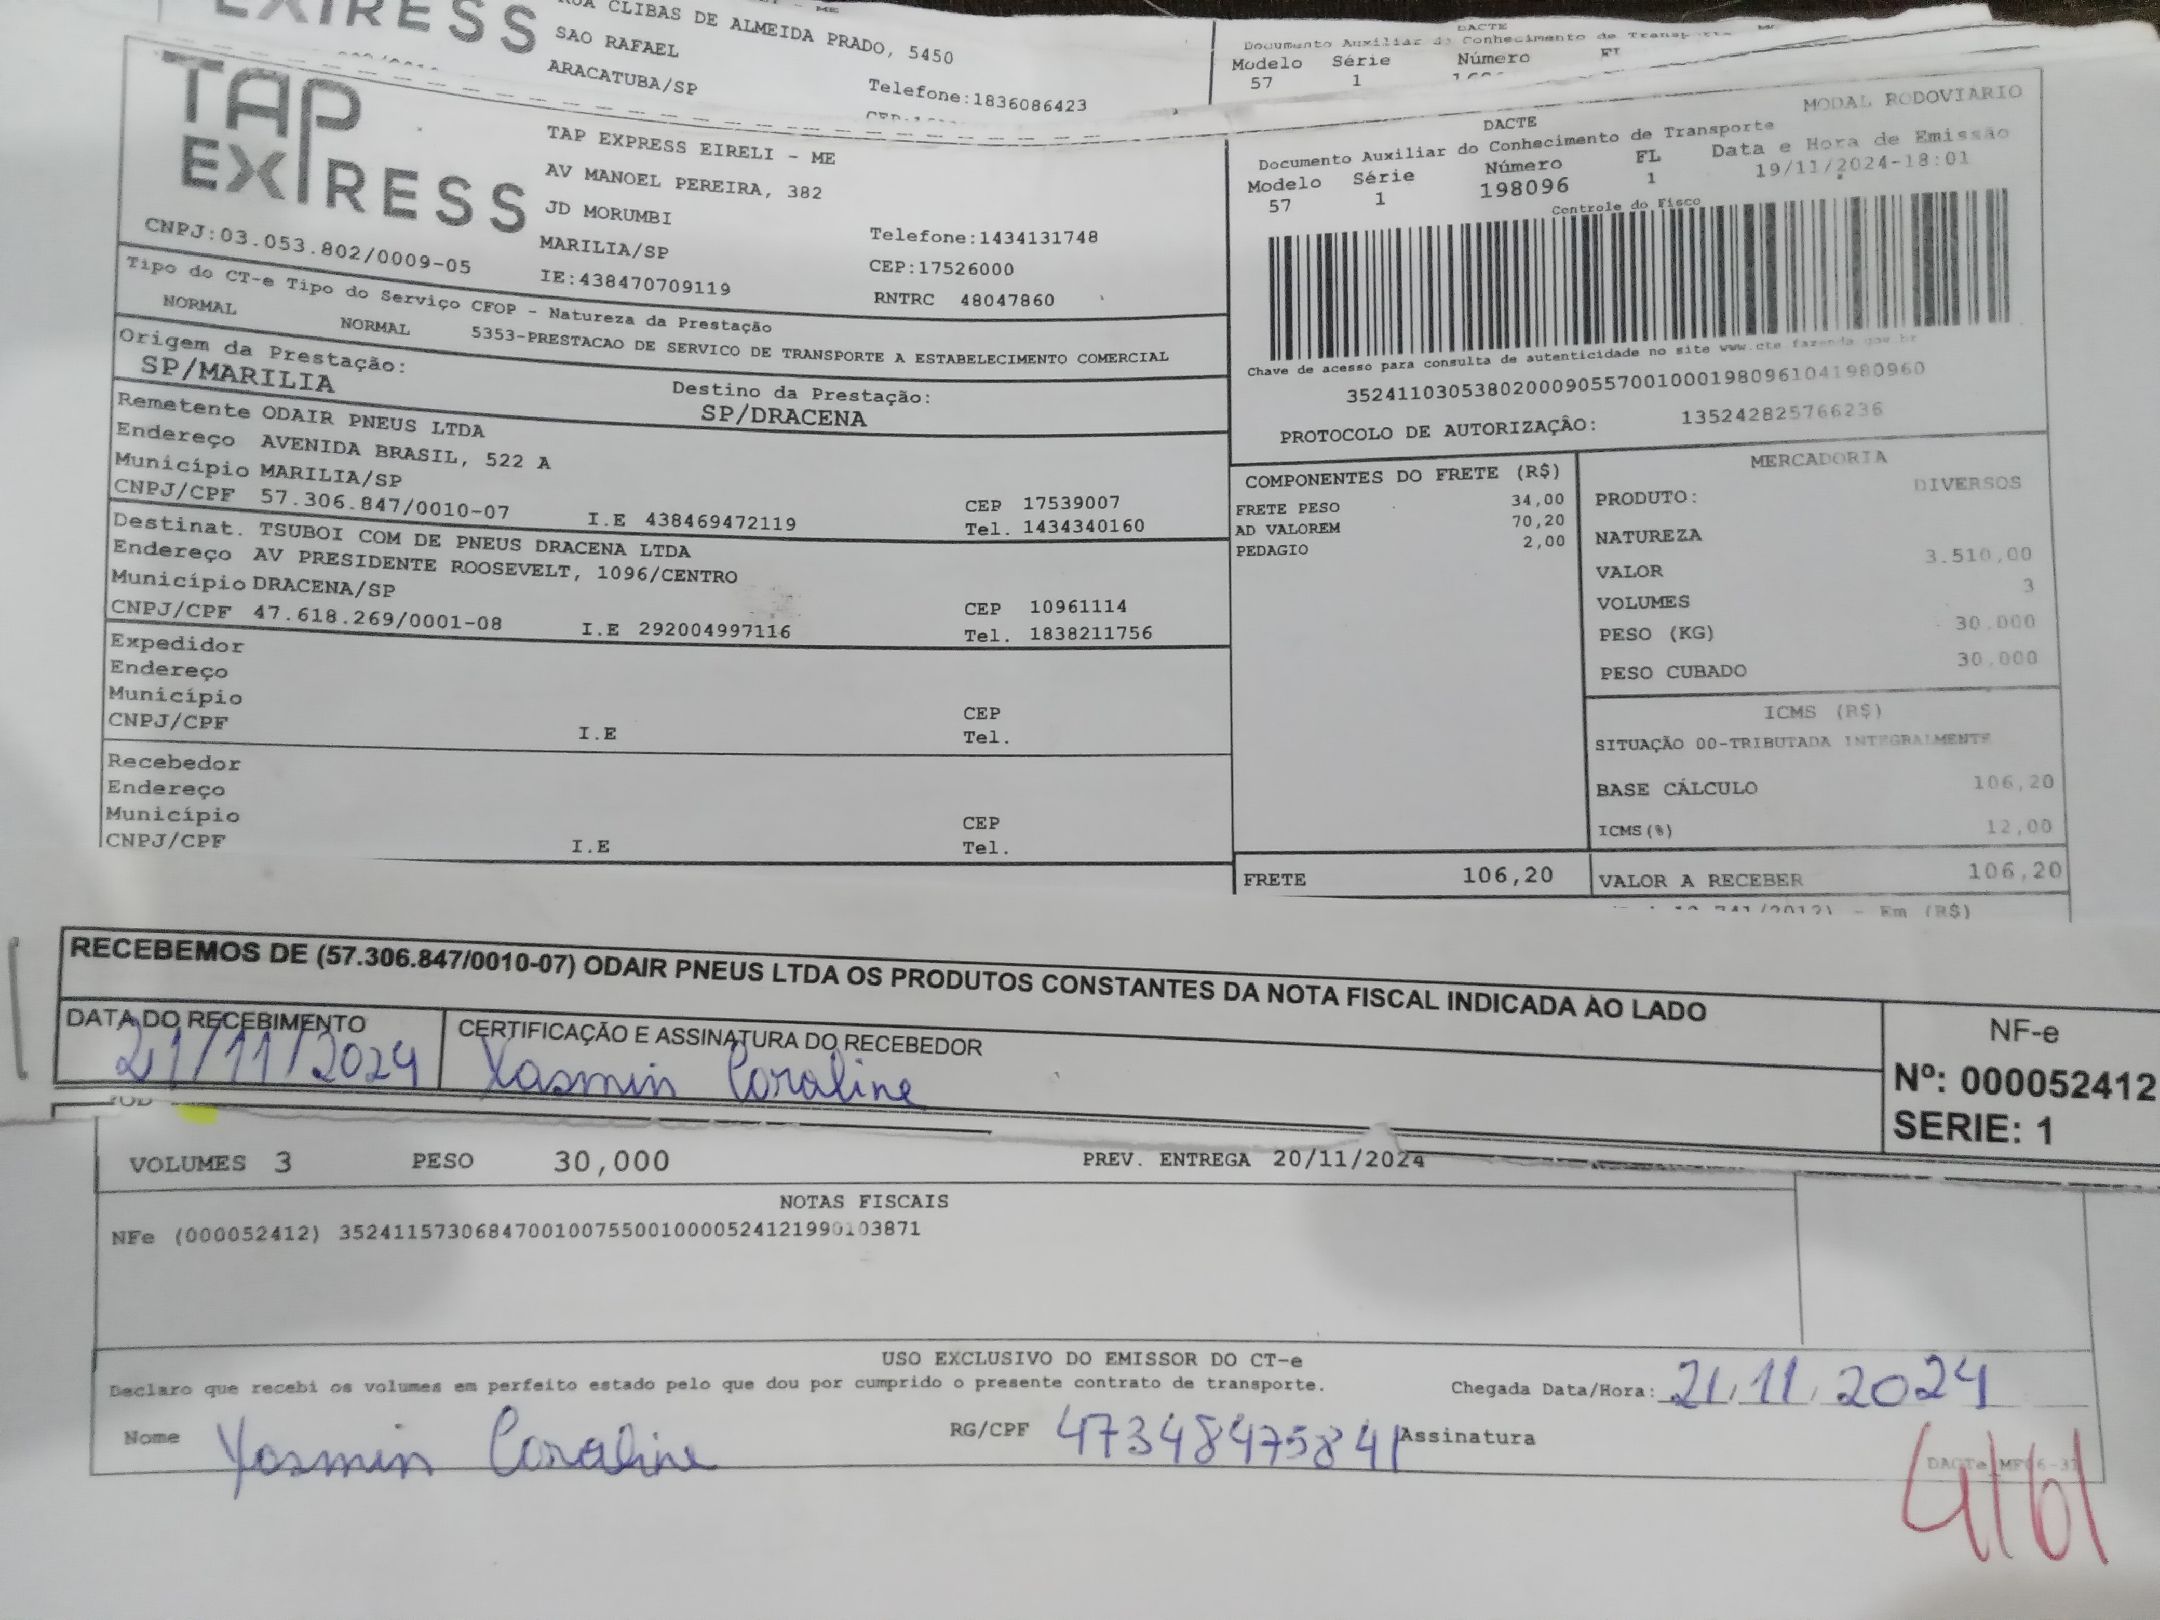 EXPRESS
RUA CLIBAS DE ALMEIDA PRADO, 5450
SAO RAFAEL
ARACATUBA/SP
Telefone:1836086423
DACTE
Documento Auxiliar do Conhecimento de
Modelo Série Número
57 1
TAP
EXPRESS
CNPJ:03.053.802/0009-05
TAP EXPRESS EIRELI - ME
AV MANOEL PEREIRA, 382
JD MORUMBI
MARILIA/SP
IE:438470709119
Telefone:1434131748
CEP:17526000
RNTRC 48047860
MODAL RODOVIÁRIO
DACTE
Documento Auxiliar do Conhecimento de Transporte
Modelo Série Número FL Data e Hora de Emissão
57 1 198096 1 19/11/2024-18:01
Controle do Fisco
Chave de acesso para consulta de autenticidade no site www.cte.fazenda.gov.br
35241103053802000905570010001980961041980960
PROTOCOLO DE AUTORIZAÇÃO: 135242825766236
Tipo do CT-e Tipo do Serviço CFOP - Natureza da Prestação
NORMAL NORMAL 5353-PRESTACAO DE SERVICO DE TRANSPORTE A ESTABELECIMENTO COMERCIAL
Origem da Prestação: Destino da Prestação:
SP/MARILIA SP/DRACENA
Remetente ODAIR PNEUS LTDA
Endereço AVENIDA BRASIL, 522 A
Município MARILIA/SP CEP 17539007
CNPJ/CPF 57.306.847/0010-07 I.E 438469472119 Tel. 1434340160
Destinat. TSUBOI COM DE PNEUS DRACENA LTDA
Endereço AV PRESIDENTE ROOSEVELT, 1096/CENTRO
Município DRACENA/SP CEP 10961114
CNPJ/CPF 47.618.269/0001-08 I.E 292004997116 Tel. 1838211756
Expedidor
Endereço
Município CEP
CNPJ/CPF I.E Tel.
Recebedor
Endereço
Município CEP
CNPJ/CPF I.E Tel.
COMPONENTES DO FRETE (R$)
FRETE PESO 34,00
AD VALOREM 70,20
PEDAGIO 2,00
FRETE 106,20
MERCADORIA
PRODUTO: DIVERSOS
NATUREZA
VALOR 3.510,00
VOLUMES 3
PESO (KG) 30.000
PESO CUBADO 30.000
ICMS (R$)
SITUAÇÃO 00-TRIBUTADA INTEGRALMENTE
BASE CÁLCULO 106,20
ICMS(%) 12,00
VALOR A RECEBER 106,20
12.741/2012) - Em (R$)
RECEBEMOS DE (57.306.847/0010-07) ODAIR PNEUS LTDA OS PRODUTOS CONSTANTES DA NOTA FISCAL INDICADA AO LADO
DATA DO RECEBIMENTO CERTIFICAÇÃO E ASSINATURA DO RECEBEDOR
21/11/2024 Yasmin Coraline
NF-e
Nº: 000052412
SERIE: 1
VOLUMES 3 PESO 30,000 PREV. ENTREGA 20/11/2024
NOTAS FISCAIS
NFe (000052412) 35241157306847001007550010000524121990103871
USO EXCLUSIVO DO EMISSOR DO CT-e
Declaro que recebi os volumes em perfeito estado pelo que dou por cumprido o presente contrato de transporte. Chegada Data/Hora: 21/11/2024
Nome Yasmin Coraline RG/CPF 47348475841 Assinatura